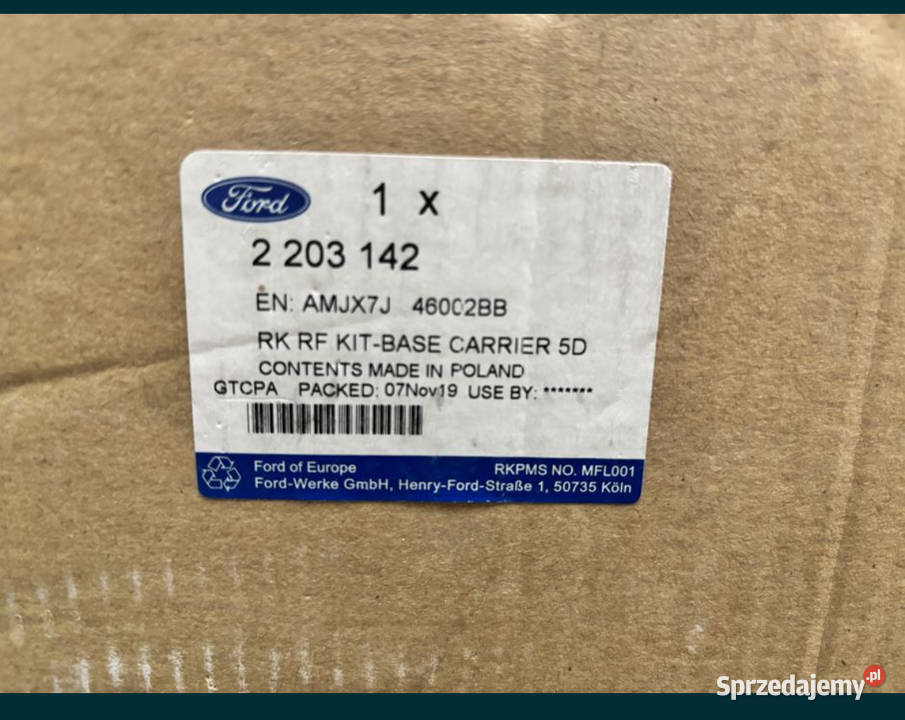 Ford
1 x
2 203 142
EN: AMJX7J 46002BB
RK RF KIT-BASE CARRIER 5D
CONTENTS MADE IN POLAND
GTCPA PACKED: 07Nov19 USE BY: *******
Ford of Europe RKPMS NO. MFL001
Ford-Werke GmbH, Henry-Ford-Straße 1, 50735 Köln
Sprzedajemy.pl